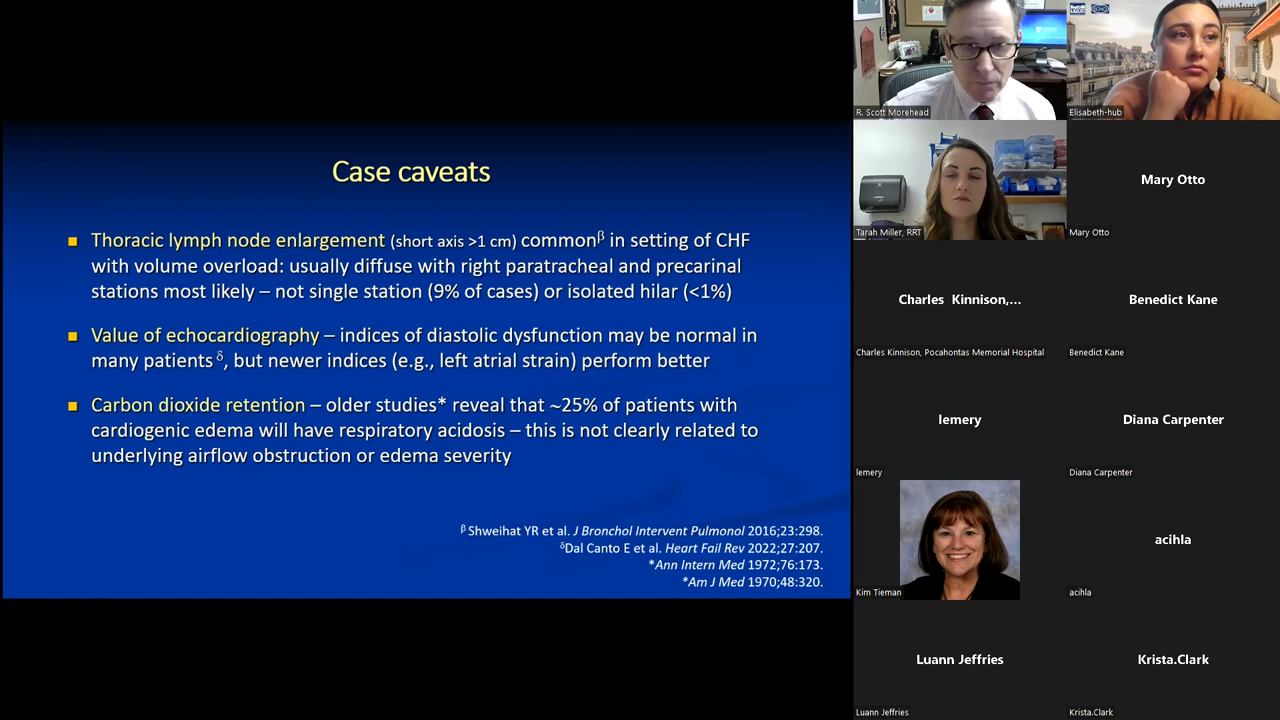 Case caveats
Thoracic lymph node enlargement (short axis >1 cm) commonβ in setting of CHF
with volume overload: usually diffuse with right paratracheal and precarinal
stations most likely – not single station (9% of cases) or isolated hilar (<1%)
Value of echocardiography – indices of diastolic dysfunction may be normal in
many patients δ, but newer indices (e.g., left atrial strain) perform better
Carbon dioxide retention – older studies* reveal that ~25% of patients with
cardiogenic edema will have respiratory acidosis – this is not clearly related to
underlying airflow obstruction or edema severity
β Shweihat YR et al. J Bronchol Intervent Pulmonol 2016;23:298.
δDal Canto E et al. Heart Fail Rev 2022;27:207.
*Ann Intern Med 1972;76:173.
*Am J Med 1970;48:320.
R. Scott Morehead
Elisabeth-hub
Tarah Miller, RRT
Mary Otto
Mary Otto
Charles Kinnison,...
Charles Kinnison, Pocahontas Memorial Hospital
Benedict Kane
Benedict Kane
lemery
lemery
Diana Carpenter
Diana Carpenter
Kim Tieman
acihla
acihla
Luann Jeffries
Luann Jeffries
Krista.Clark
Krista.Clark